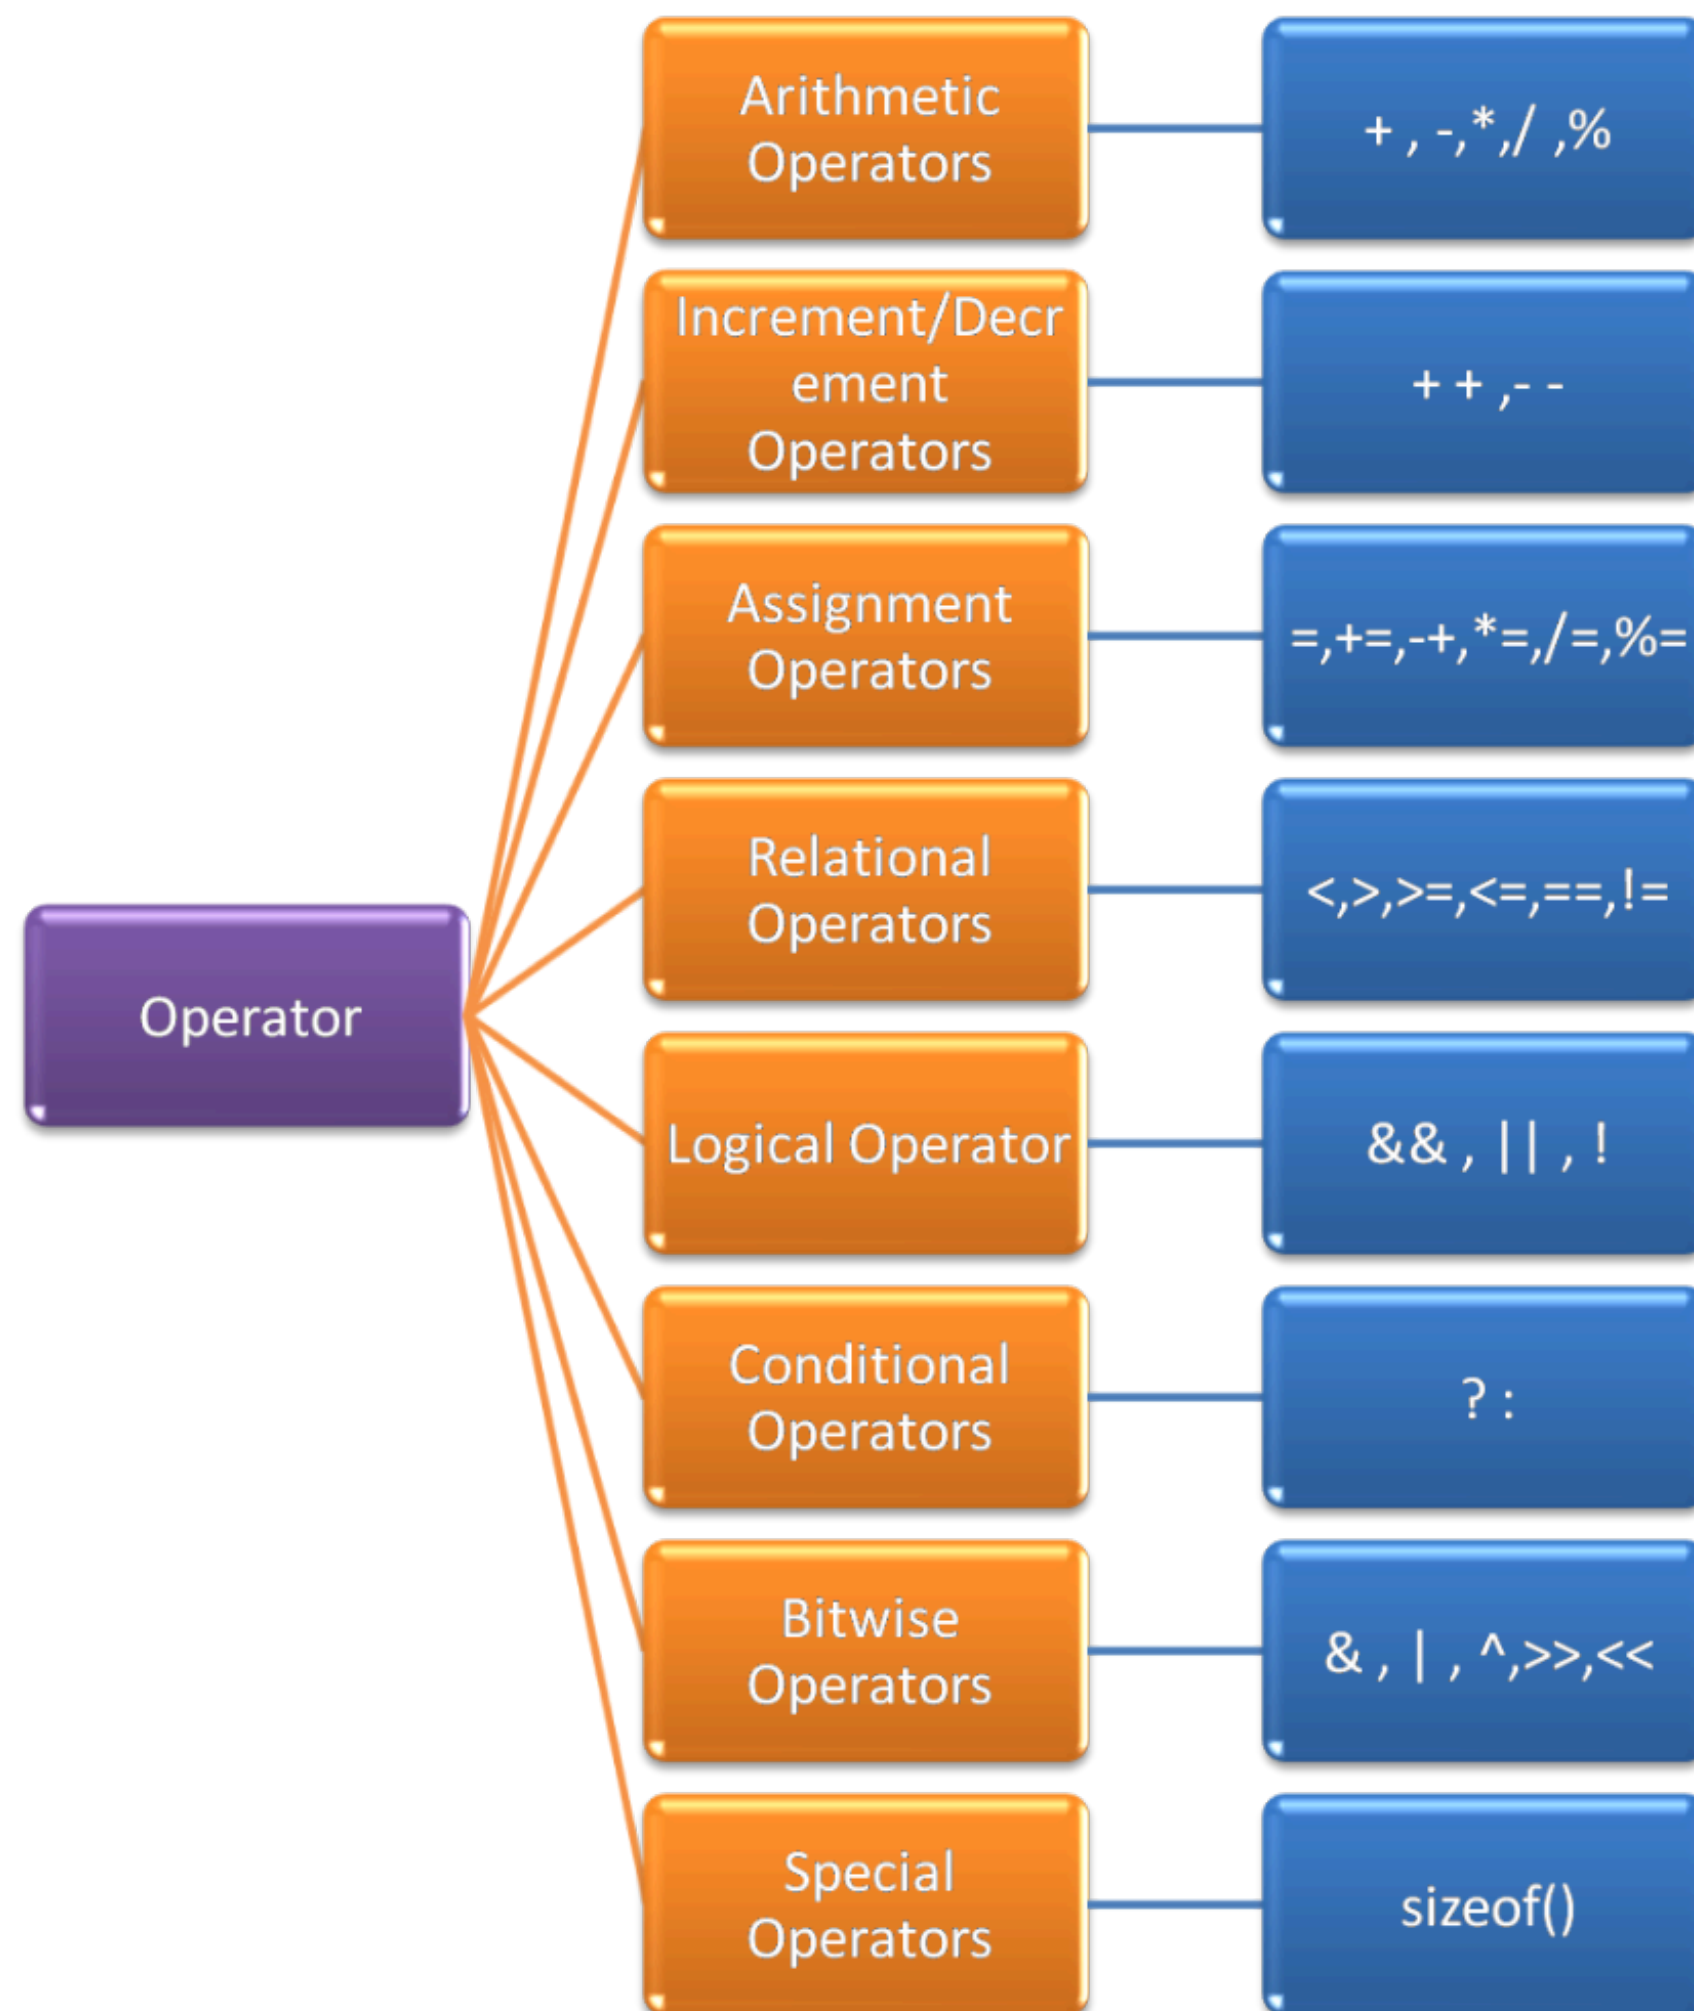 Arithmetic
Operators
+ , -,*,/ ,%
Increment/Decr
ement
Operators
+ + ,- -
Assignment
Operators
=,+=,-+,*=,/=,%=
Relational
Operators
<,>,>=,<=,==,!=
Operator
Logical Operator
&& , || , !
Conditional
Operators
? :
Bitwise
Operators
& , | , ^,>>,<<
Special
Operators
sizeof()